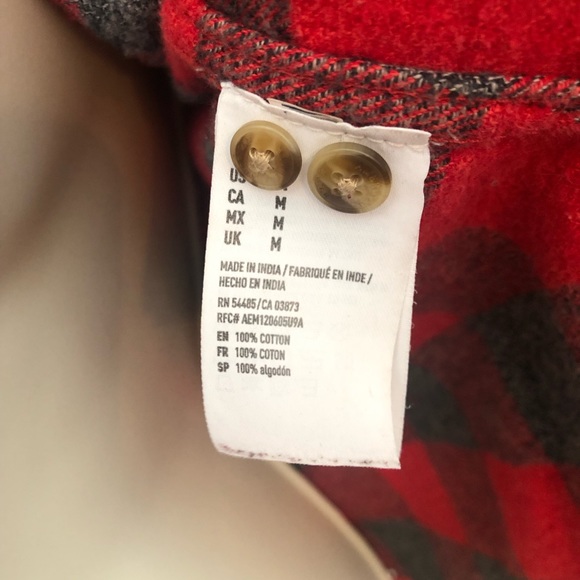 CA M
MX M
UK M
MADE IN INDIA / FABRIQUÉ EN INDE /
HECHO EN INDIA
RN 54485/CA 03873
RFC# AEM120605U9A
EN 100% COTTON
FR 100% COTON
SP 100% algodón